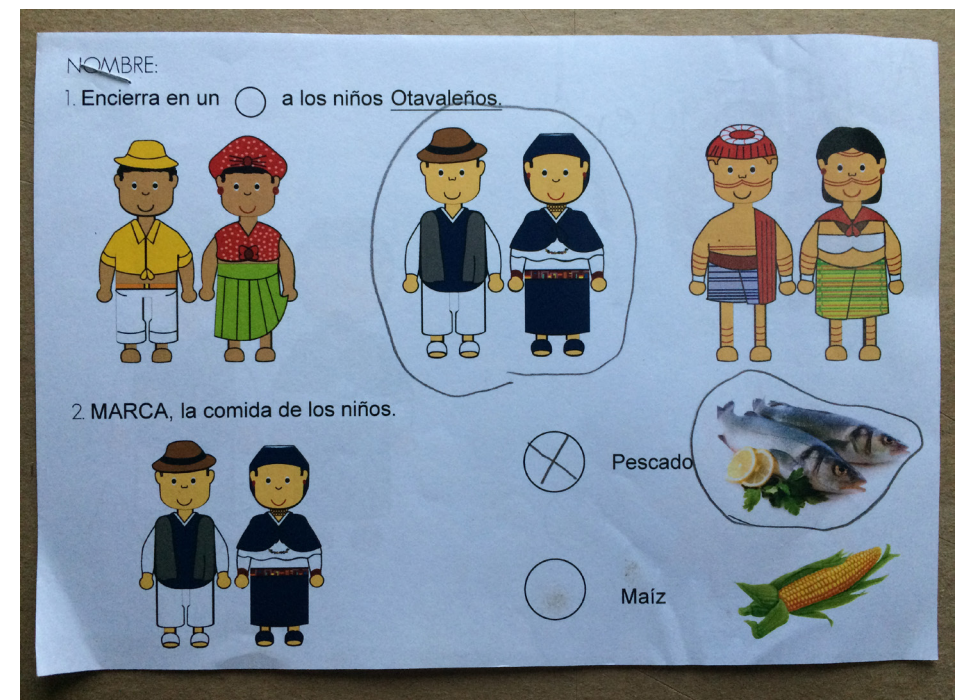 NOMBRE:
1. Encierra en un a los niños Otavaleños.
2. MARCA, la comida de los niños.
Pescado
Maíz